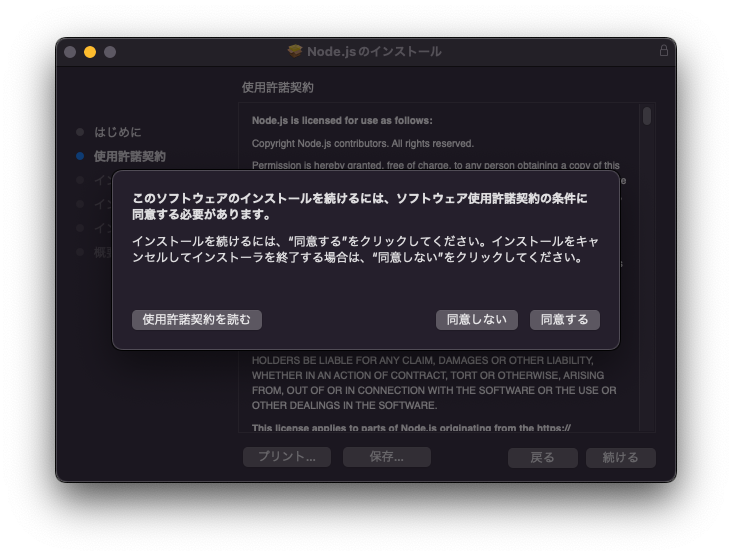 Node.jsのインストール
使用許諾契約
はじめに
使用許諾契約
Node.js is licensed for use as follows:
Copyright Node.js contributors. All rights reserved.
Permission is hereby granted, free of charge, to any person obtaining a copy of this
このソフトウェアのインストールを続けるには、ソフトウェア使用許諾契約の条件に
同意する必要があります。
インストールを続けるには、“同意する”をクリックしてください。インストールをキャ
ンセルしてインストーラを終了する場合は、“同意しない”をクリックしてください。
使用許諾契約を読む
同意しない
同意する
HOLDERS BE LIABLE FOR ANY CLAIM, DAMAGES OR OTHER LIABILITY,
WHETHER IN AN ACTION OF CONTRACT, TORT OR OTHERWISE, ARISING
FROM, OUT OF OR IN CONNECTION WITH THE SOFTWARE OR THE USE OR
OTHER DEALINGS IN THE SOFTWARE.
This license applies to parts of Node.js originating from the https://
プリント...
保存...
戻る
続ける